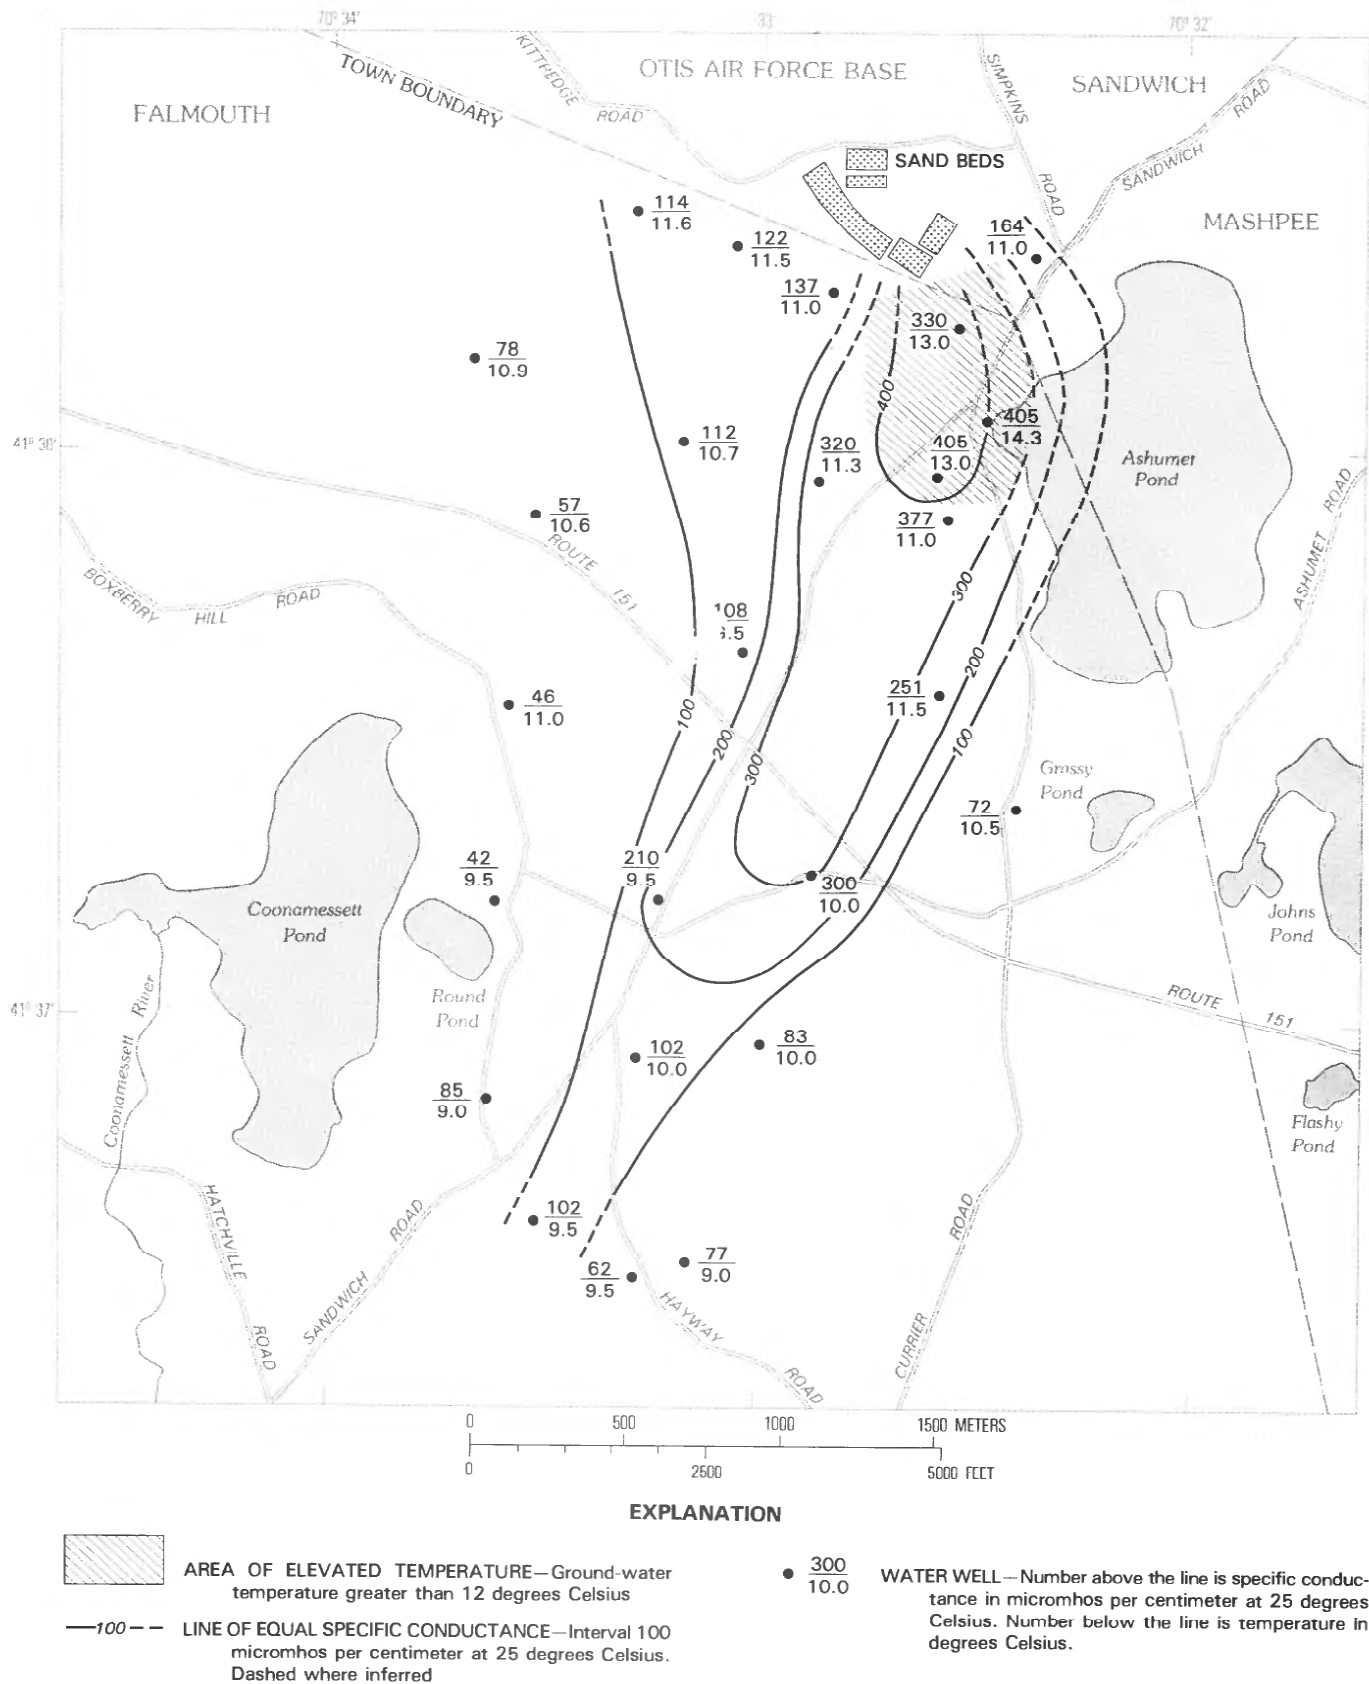 70° 34'
33
70° 32'
OTIS AIR FORCE BASE
SANDWICH
FALMOUTH
TOWN BOUNDARY
KITTREDGE
ROAD
SIMPKINS
ROAD
SANDWICH
ROAD
SAND BEDS
MASHPEE
114
11.6
122
11.5
164
11.0
137
11.0
330
13.0
78
10.9
400
41° 38'
112
10.7
320
11.3
405
13.0
405
14.3
Ashumet
Pond
57
10.6
377
11.0
ROUTE
151
ASHUMET
ROAD
BOXBERRY
HILL
ROAD
300
108
.5
200
251
11.5
46
11.0
100
200
300
100
Grassy
Pond
72
10.5
42
9.5
210
9.5
300
10.0
Coonamessett
Pond
Johns
Pond
Round
Pond
41° 37'
Coonamessett River
ROUTE
151
102
10.0
83
10.0
85
9.0
Flashy
Pond
HATCHVILLE
ROAD
SANDWICH
ROAD
102
9.5
62
9.5
77
9.0
HAYWAY
ROAD
CURRIER
ROAD
0 500 1000 1500 METERS
0 2500 5000 FEET
EXPLANATION
AREA OF ELEVATED TEMPERATURE—Ground-water
temperature greater than 12 degrees Celsius
100
LINE OF EQUAL SPECIFIC CONDUCTANCE—Interval 100
micromhos per centimeter at 25 degrees Celsius.
Dashed where inferred
300
10.0
WATER WELL—Number above the line is specific conduc-
tance in micromhos per centimeter at 25 degrees
Celsius. Number below the line is temperature in
degrees Celsius.